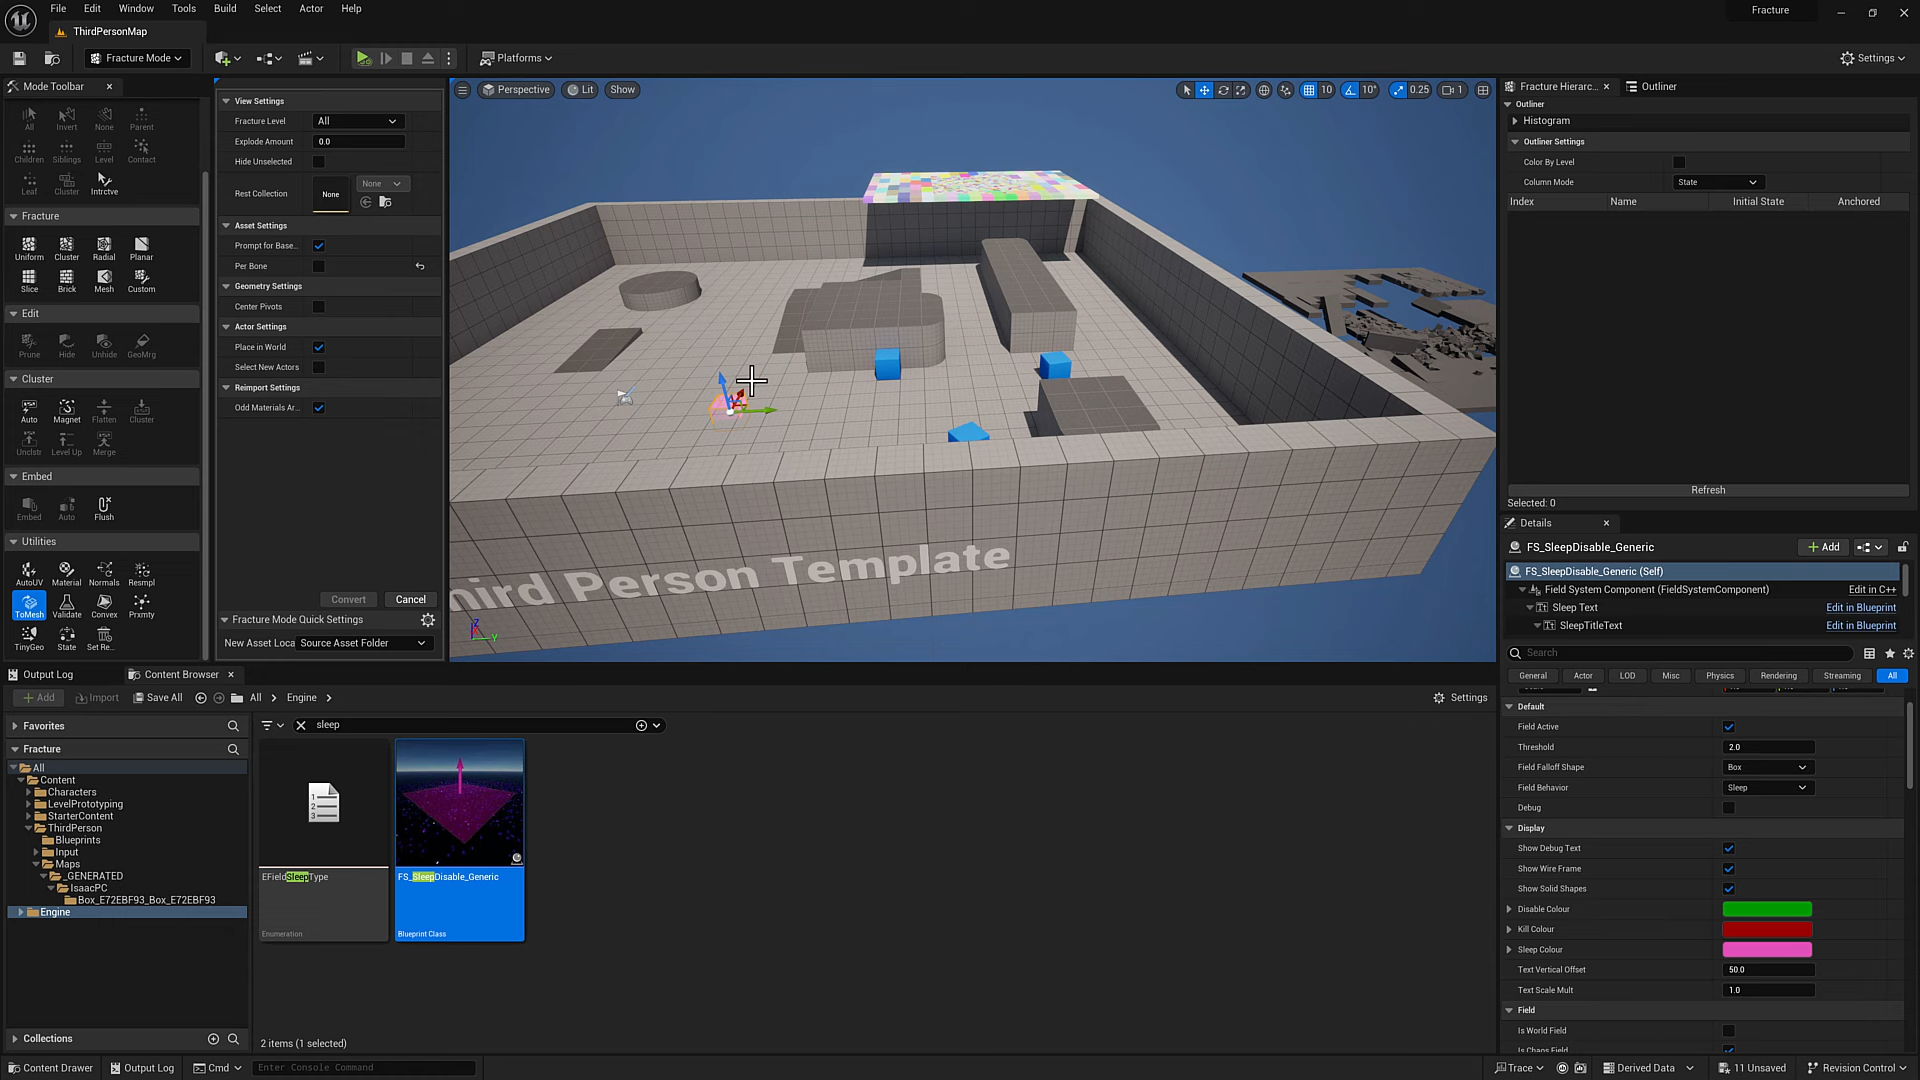 File Edit Window Tools Build Select Actor Help
Fracture
ThirdPersonMap
Fracture Mode
Platforms
Settings
Mode Toolbar
All Invert None Parent
Children Siblings Level Contact
Leaf Cluster Intrctve
Fracture
Uniform Cluster Radial Planar
Slice Brick Mesh Custom
Edit
Prune Hide Unhide GeoMrg
Cluster
Auto Magnet Flatten Cluster
Unclstr Level Up Merge
Embed
Embed Auto Flush
Utilities
AutoUV Material Normals Resmpl
ToMesh Validate Convex Prxmty
TinyGeo State Set Re...
View Settings
Fracture Level All
Explode Amount 0.0
Hide Unselected
Rest Collection None None
Asset Settings
Prompt for Base...
Per Bone
Geometry Settings
Center Pivots
Actor Settings
Place in World
Select New Actors
Reimport Settings
Odd Materials Ar...
Convert Cancel
Fracture Mode Quick Settings
New Asset Loca Source Asset Folder
Perspective Lit Show
10 10° 0.25 1
hird Person Template
Z
Y
Fracture Hierarc... Outliner
Outliner
Histogram
Outliner Settings
Color By Level
Column Mode State
Index Name Initial State Anchored
Refresh
Selected: 0
Details
FS_SleepDisable_Generic Add
FS_SleepDisable_Generic (Self)
Field System Component (FieldSystemComponent) Edit in C++
Sleep Text Edit in Blueprint
SleepTitleText Edit in Blueprint
Search
General Actor LOD Misc Physics Rendering Streaming All
Default
Field Active
Threshold 2.0
Field Falloff Shape Box
Field Behavior Sleep
Debug
Display
Show Debug Text
Show Wire Frame
Show Solid Shapes
Disable Colour
Kill Colour
Sleep Colour
Text Vertical Offset 50.0
Text Scale Mult 1.0
Field
Is World Field
Is Chaos Field
Output Log Content Browser
Add Import Save All All Engine Settings
Favorites
Fracture
All
Content
Characters
LevelPrototyping
StarterContent
ThirdPerson
Blueprints
Input
Maps
_GENERATED
IsaacPC
Box_E72EBF93_Box_E72EBF93
Engine
Collections
sleep
1
2
3
EFieldSleepType
Enumeration
FS_SleepDisable_Generic
Blueprint Class
2 items (1 selected)
Content Drawer Output Log Cmd Enter Console Command
Trace Derived Data 11 Unsaved Revision Control